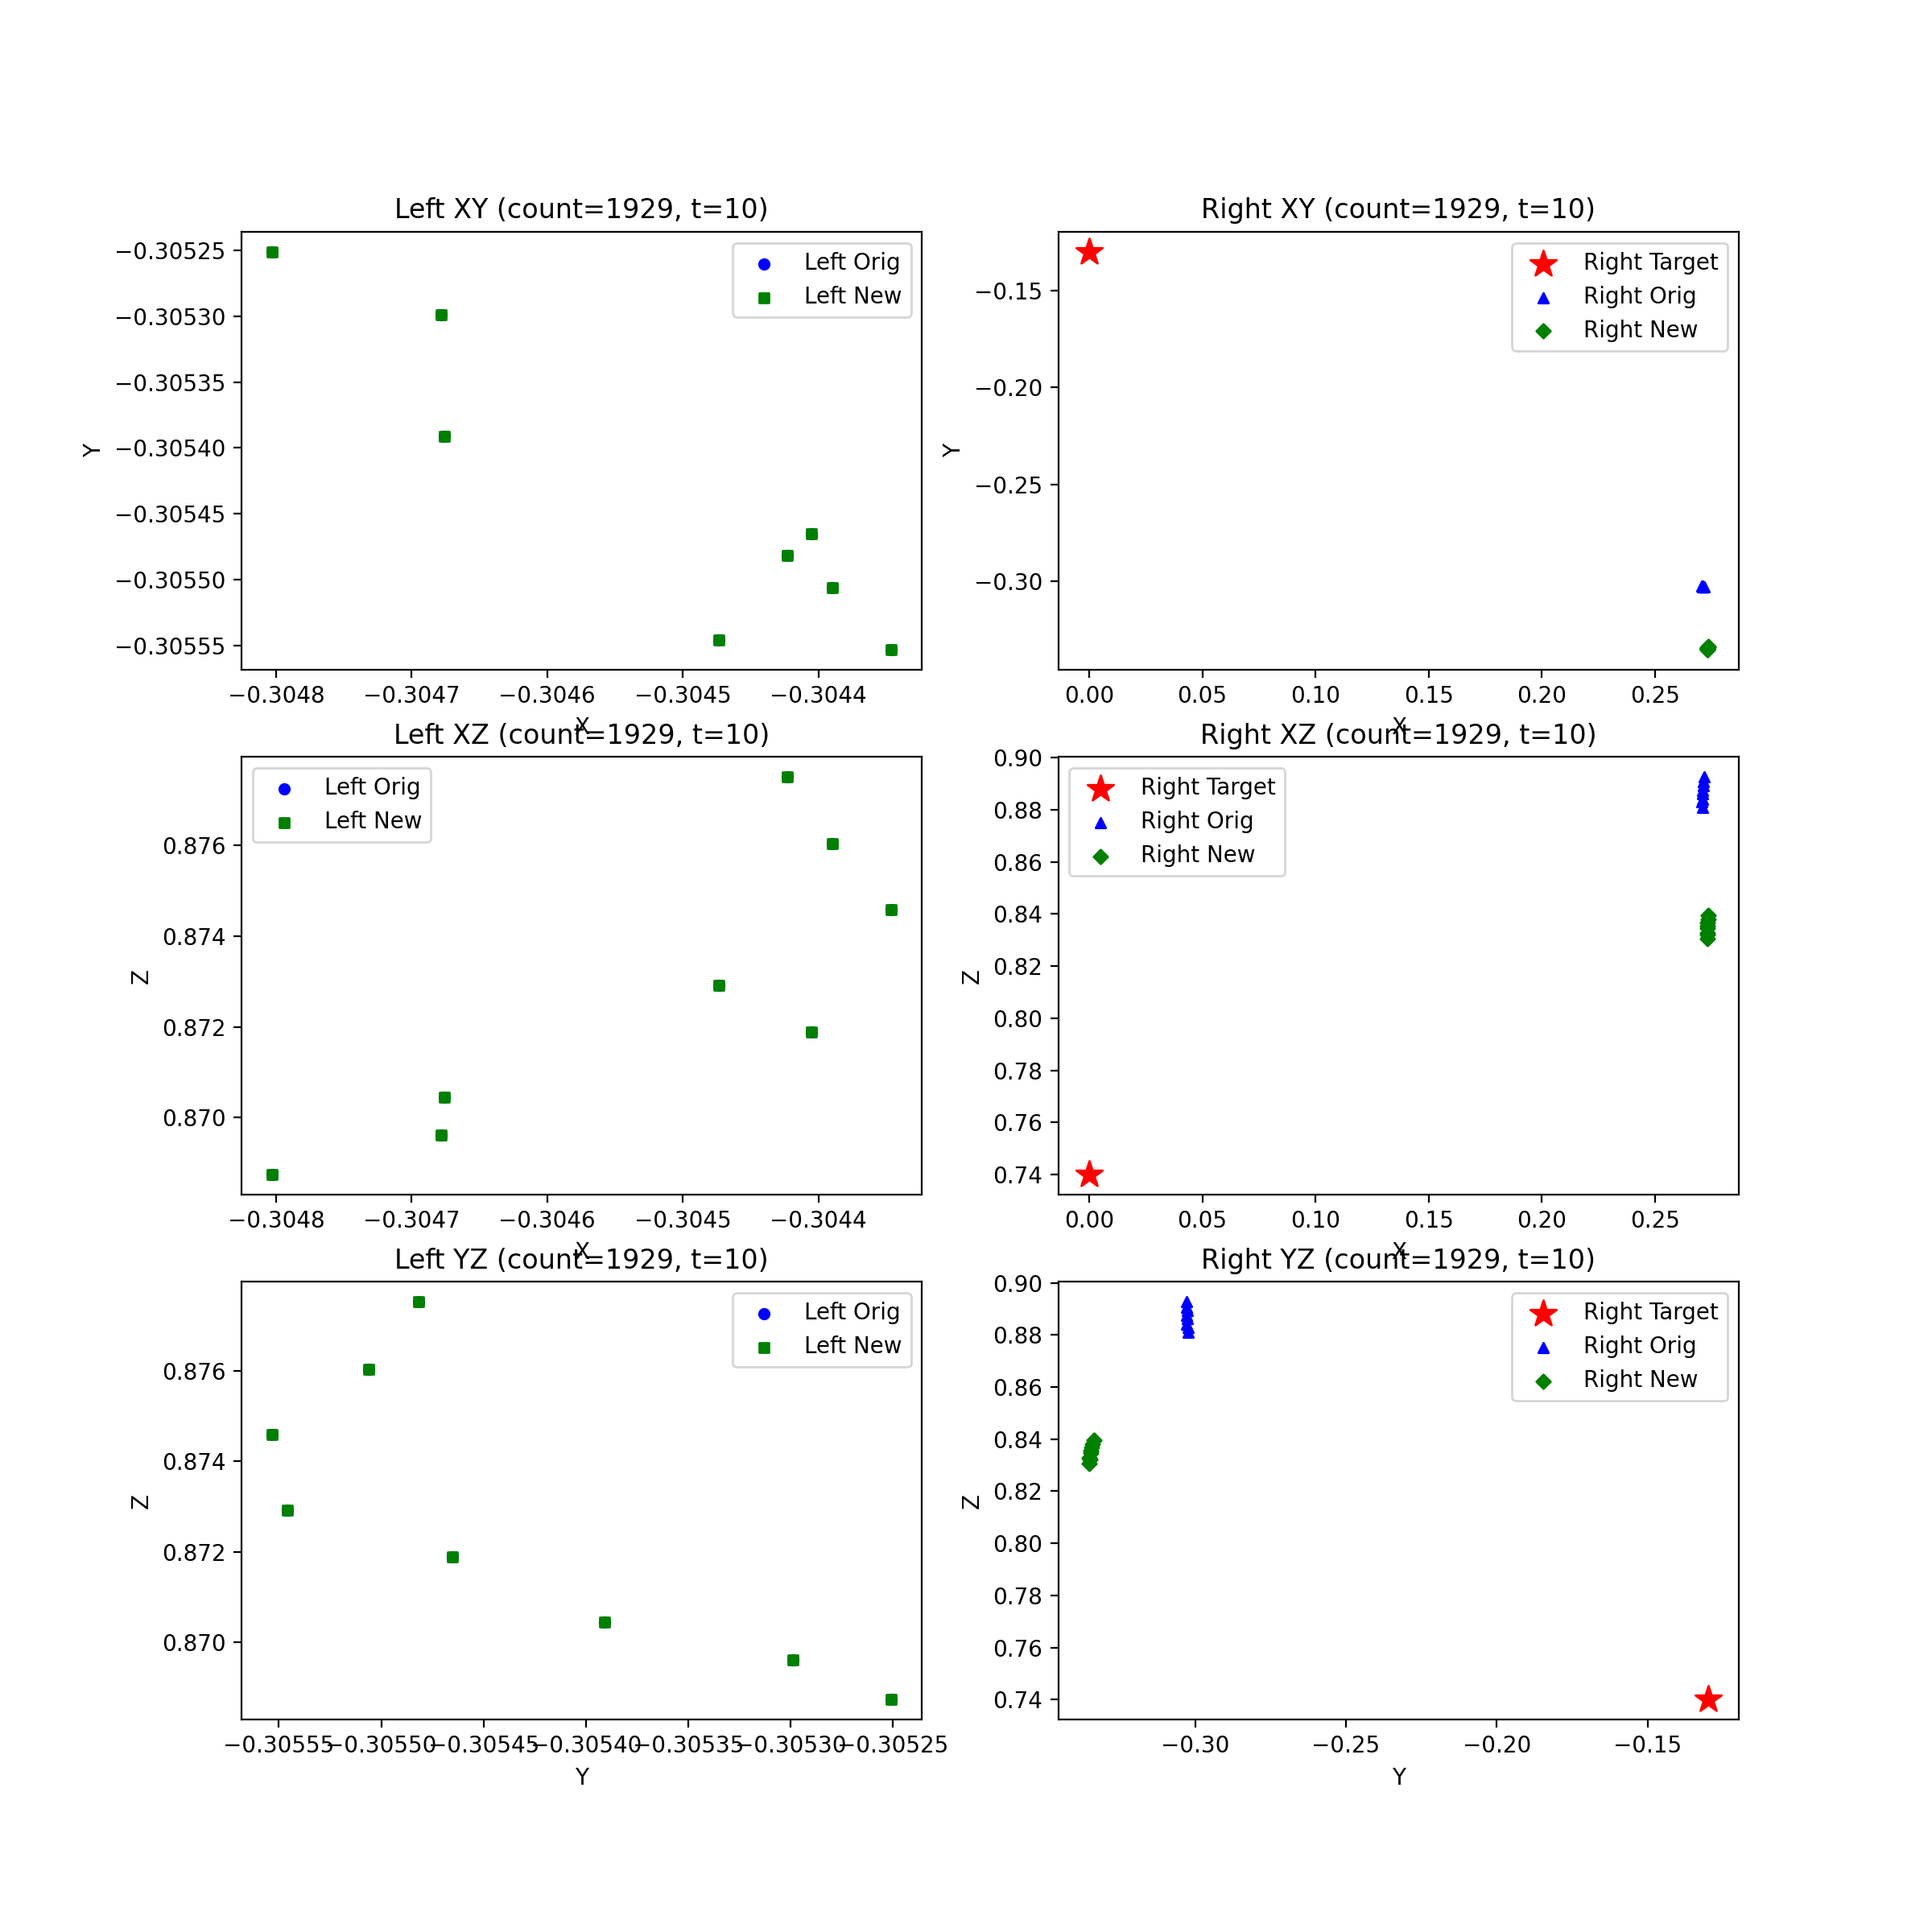 Left XY (count=1929, t=10)
−0.30525
−0.30530
−0.30535
−0.30540
−0.30545
−0.30550
−0.30555
Y
Left Orig
Left New
−0.3048
−0.3047
−0.3046
−0.3045
−0.3044
X
Right XY (count=1929, t=10)
−0.15
−0.20
−0.25
−0.30
Y
Right Target
Right Orig
Right New
0.00
0.05
0.10
0.15
0.20
0.25
X
Left XZ (count=1929, t=10)
0.876
0.874
0.872
0.870
Z
Left Orig
Left New
−0.3048
−0.3047
−0.3046
−0.3045
−0.3044
X
Right XZ (count=1929, t=10)
0.90
0.88
0.86
0.84
0.82
0.80
0.78
0.76
0.74
Z
Right Target
Right Orig
Right New
0.00
0.05
0.10
0.15
0.20
0.25
X
Left YZ (count=1929, t=10)
0.876
0.874
0.872
0.870
Z
Left Orig
Left New
−0.30555
−0.30550
−0.30545
−0.30540
−0.30535
−0.30530
−0.30525
Y
Right YZ (count=1929, t=10)
0.90
0.88
0.86
0.84
0.82
0.80
0.78
0.76
0.74
Z
Right Target
Right Orig
Right New
−0.30
−0.25
−0.20
−0.15
Y